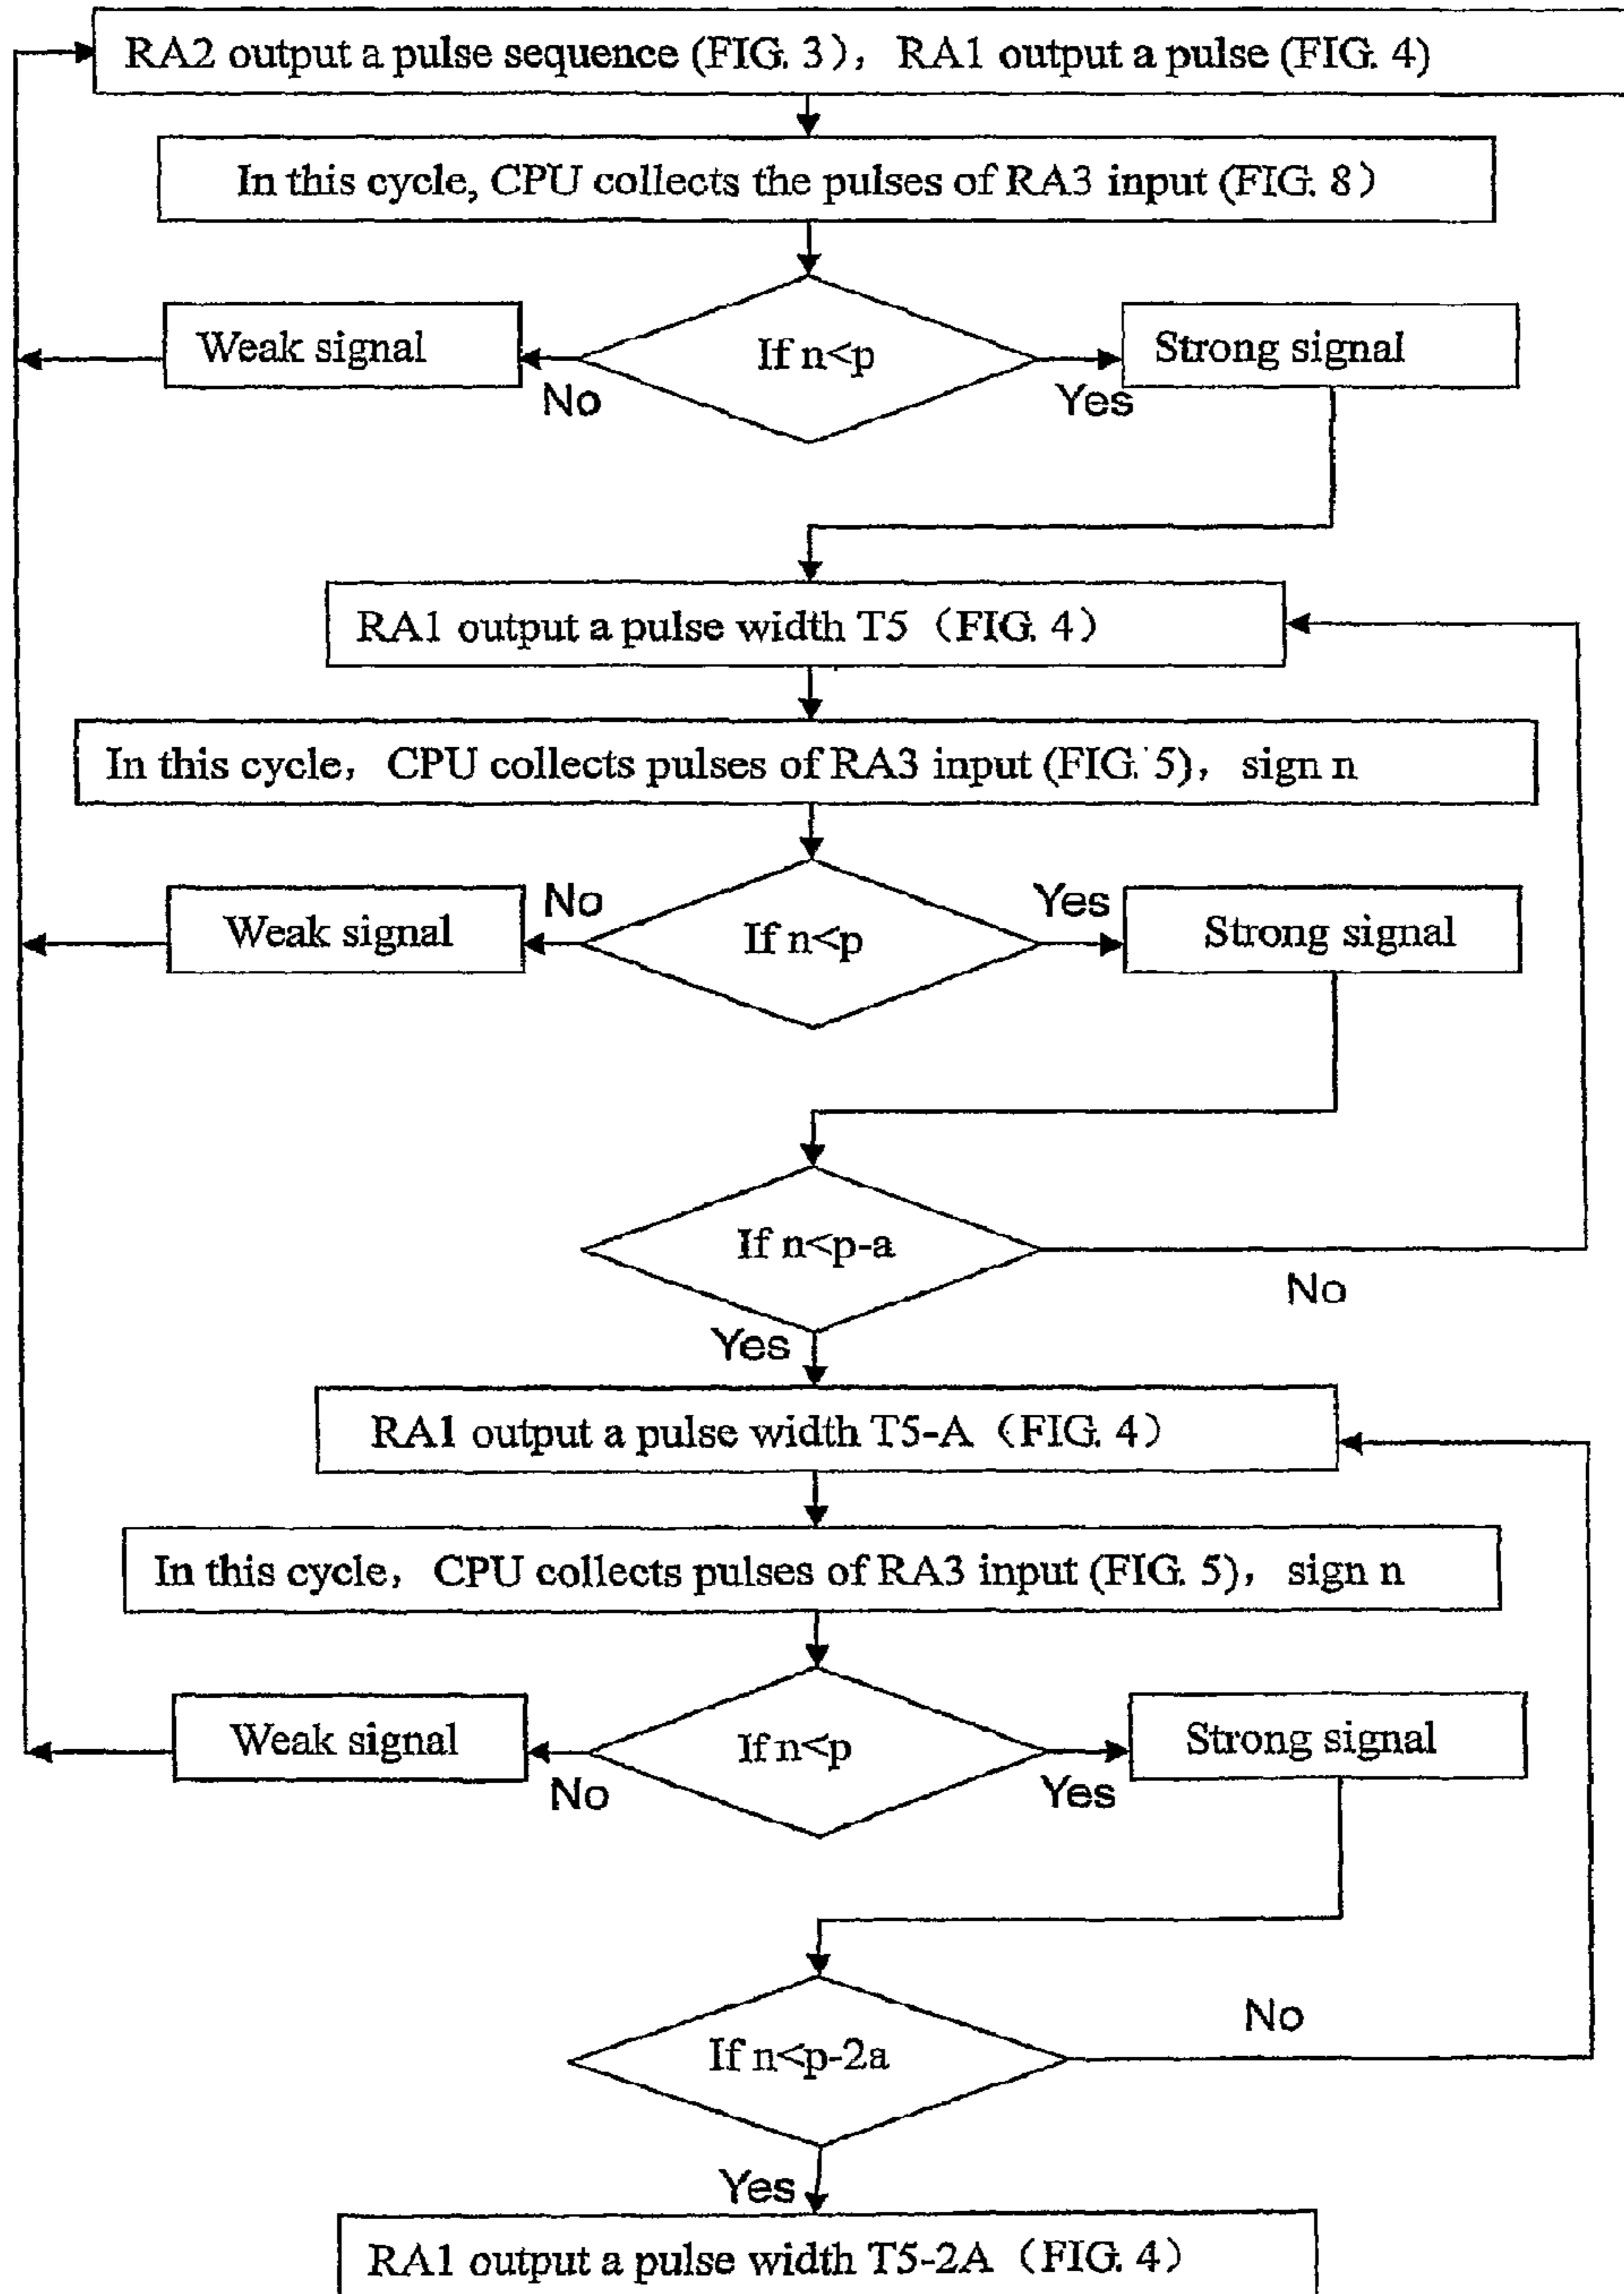 RA2 output a pulse sequence (FIG. 3), RA1 output a pulse (FIG. 4)
In this cycle, CPU collects the pulses of RA3 input (FIG. 8)
Weak signal
If n<p
Strong signal
No
Yes
RA1 output a pulse width T5 (FIG. 4)
In this cycle, CPU collects pulses of RA3 input (FIG. 5), sign n
No
Yes
Weak signal
If n<p
Strong signal
If n<p-a
No
Yes
RA1 output a pulse width T5-A (FIG. 4)
In this cycle, CPU collects pulses of RA3 input (FIG. 5), sign n
Weak signal
If n<p
Strong signal
No
Yes
No
If n<p-2a
Yes
RA1 output a pulse width T5-2A (FIG. 4)